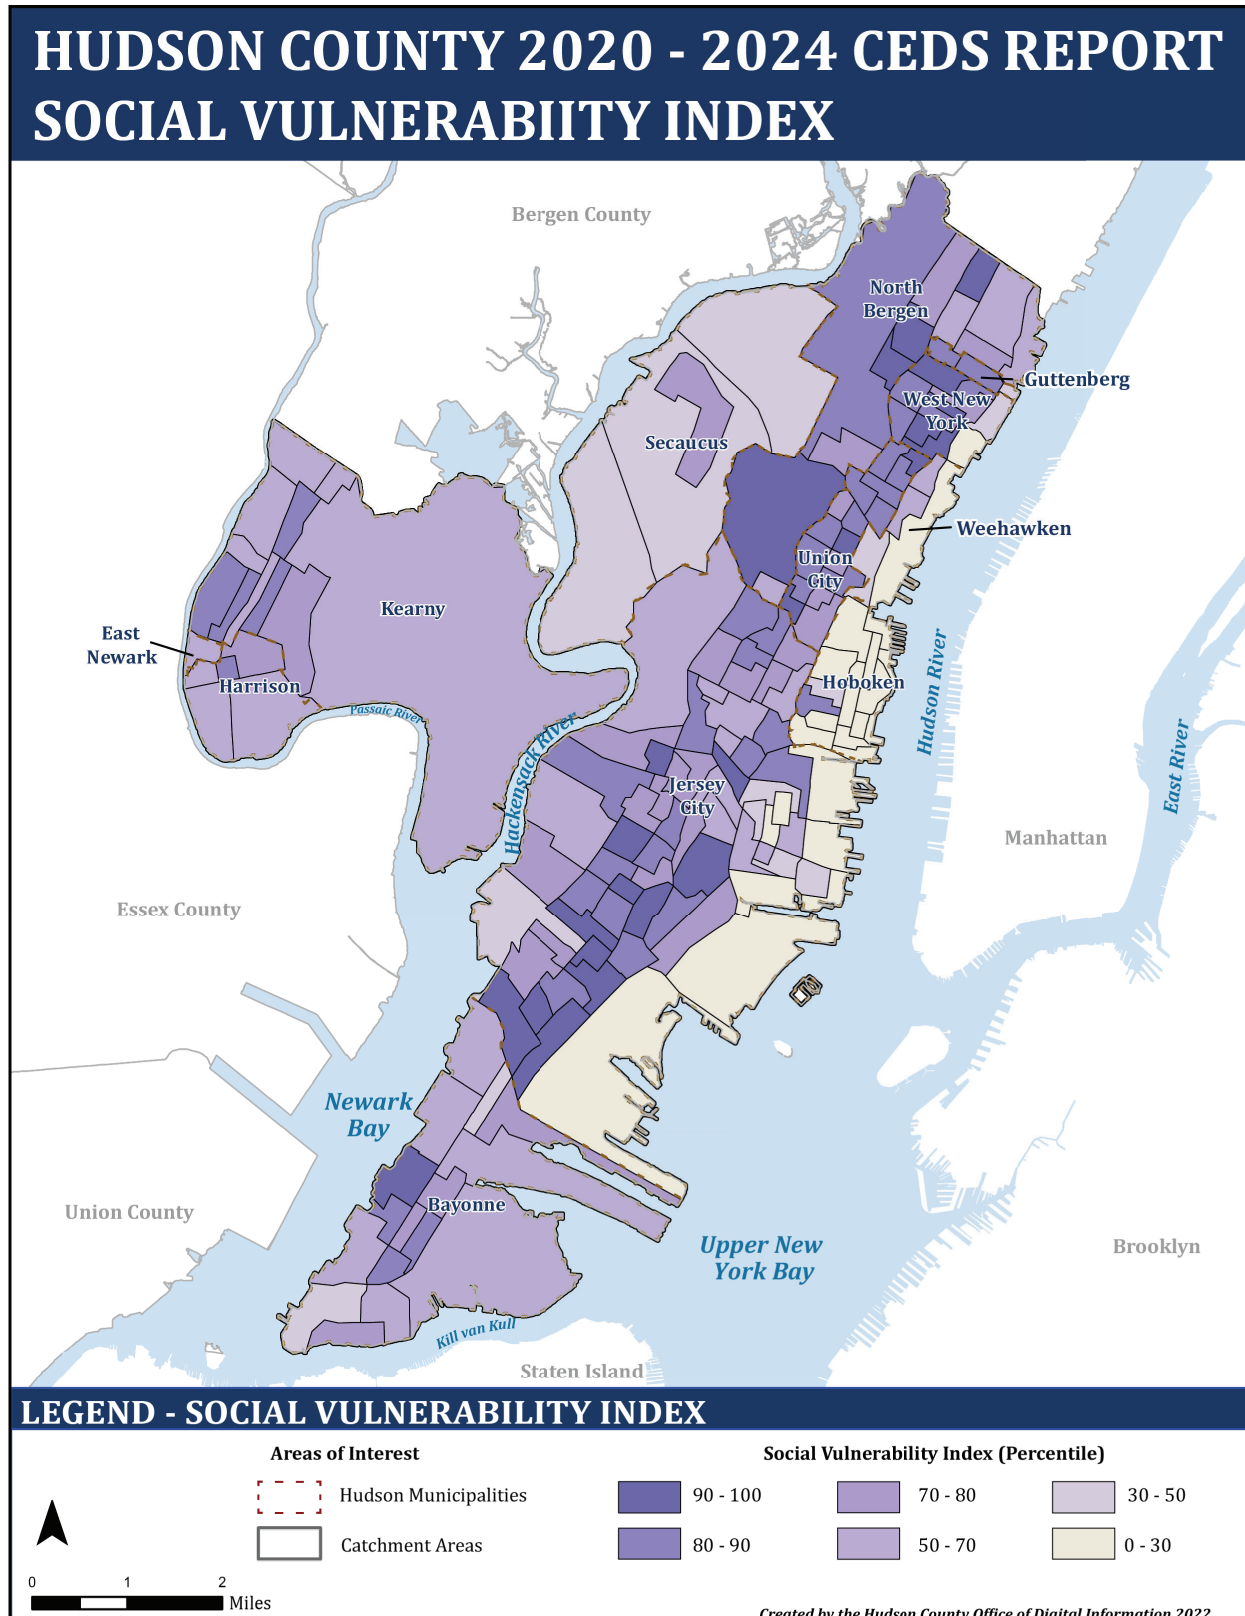 HUDSON COUNTY 2020 - 2024 CEDS REPORT
SOCIAL VULNERABIITY INDEX
Bergen County
North
Bergen
Guttenberg
West New
York
Secaucus
Weehawken
Union
City
Kearny
East
Newark
Harrison
Hoboken
Passaic River
Hackensack River
Hudson River
East River
Jersey
City
Manhattan
Essex County
Newark
Bay
Bayonne
Union County
Upper New
York Bay
Brooklyn
Kill van Kull
Staten Island
LEGEND - SOCIAL VULNERABILITY INDEX
Areas of Interest
Hudson Municipalities
Catchment Areas
Social Vulnerability Index (Percentile)
90 - 100
70 - 80
30 - 50
80 - 90
50 - 70
0 - 30
0 1 2
Miles
Created by the Hudson County Office of Digital Information 2022